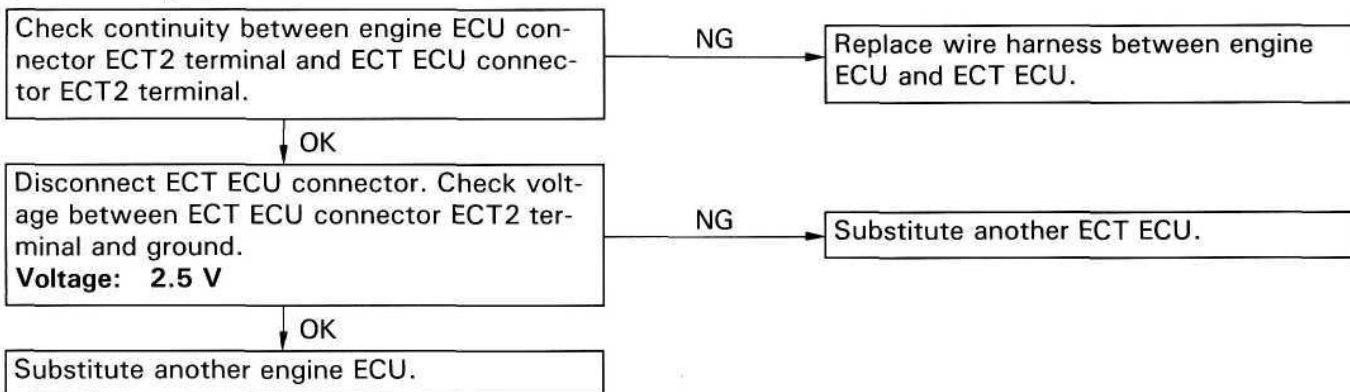 Check continuity between engine ECU con-
nector ECT2 terminal and ECT ECU connec-
tor ECT2 terminal.
NG
Replace wire harness between engine
ECU and ECT ECU.
OK
Disconnect ECT ECU connector. Check volt-
age between ECT ECU connector ECT2 ter-
minal and ground.
Voltage: 2.5 V
NG
Substitute another ECT ECU.
OK
Substitute another engine ECU.